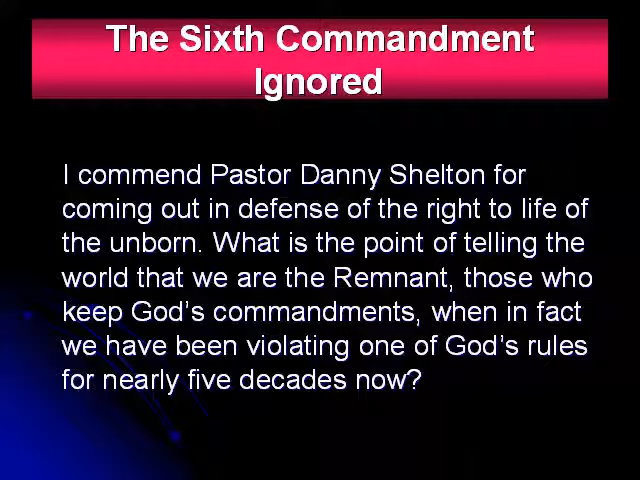 The Sixth Commandment
Ignored
I commend Pastor Danny Shelton for
coming out in defense of the right to life of
the unborn. What is the point of telling the
world that we are the Remnant, those who
keep God's commandments, when in fact
we have been violating one of God's rules
for nearly five decades now?